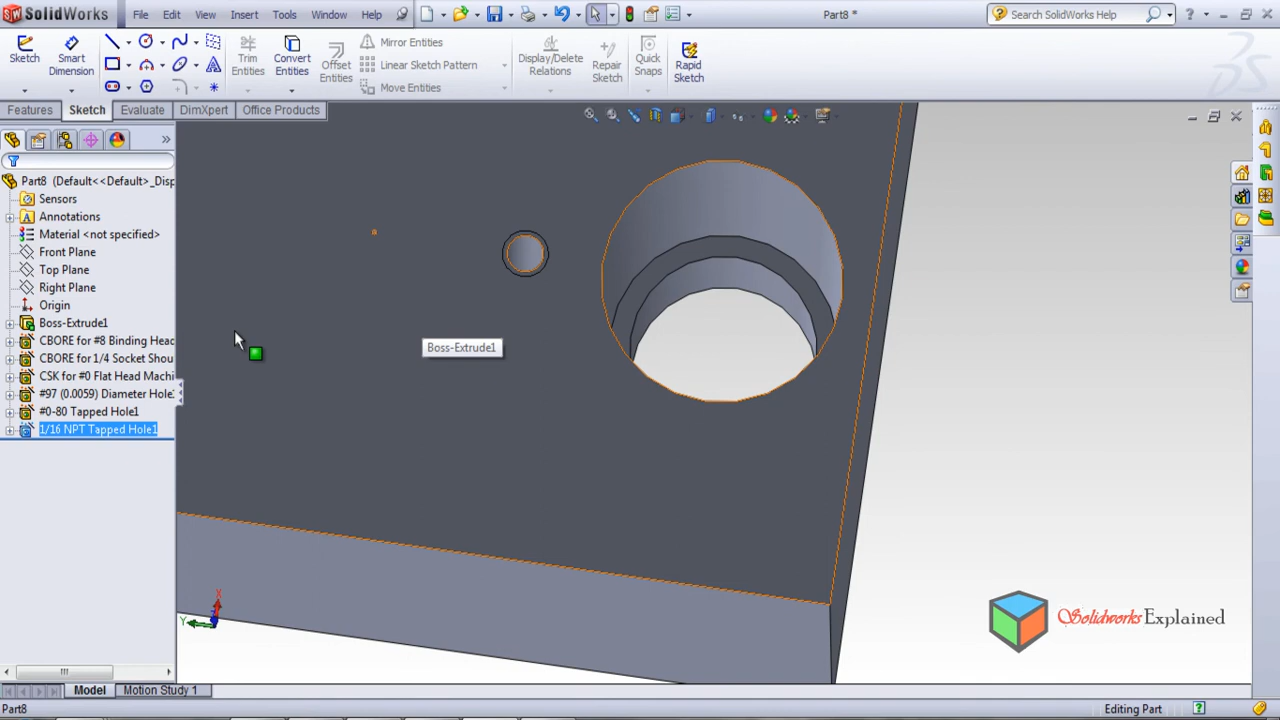 SolidWorks File Edit View Insert Tools Window Help Part8 * Search SolidWorks Help
Sketch Smart Dimension Trim Entities Convert Entities Offset Entities Mirror Entities Linear Sketch Pattern Move Entities Display/Delete Relations Repair Sketch Quick Snaps Rapid Sketch
Features Sketch Evaluate DimXpert Office Products
Part8 (Default<<Default>_Disp
Sensors
Annotations
Material <not specified>
Front Plane
Top Plane
Right Plane
Origin
Boss-Extrude1
CBORE for #8 Binding Head
CBORE for 1/4 Socket Shou
CSK for #0 Flat Head Machi
#97 (0.0059) Diameter Hole
#0-80 Tapped Hole1
1/16 NPT Tapped Hole1
Boss-Extrude1
X
Y
Solidworks Explained
Model Motion Study 1
Part8 Editing Part